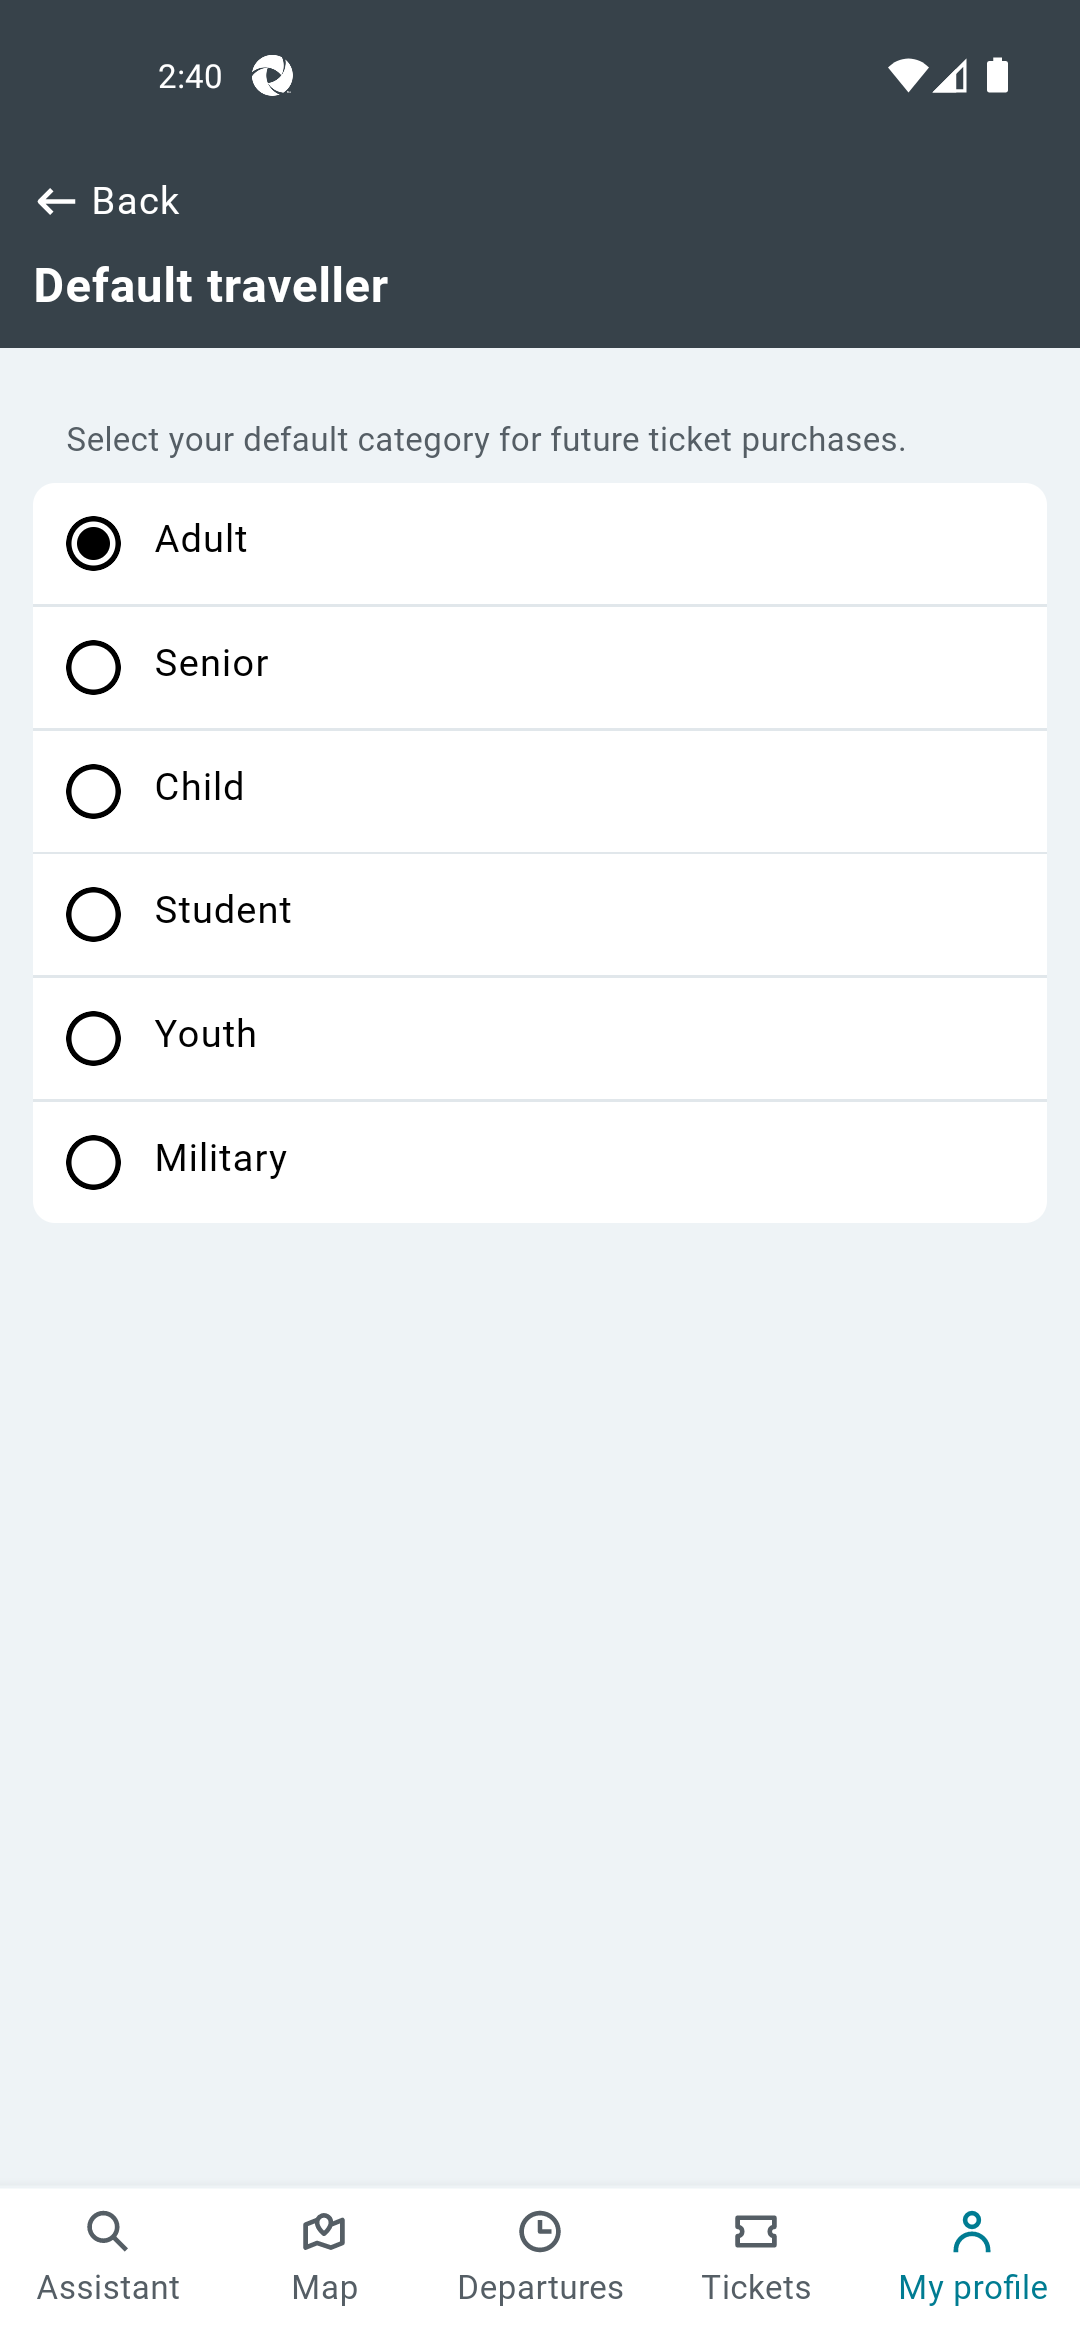 2:40
Back
Default traveller
Select your default category for future ticket purchases.
Adult
Senior
Child
Student
Youth
Military
Assistant
Map
Departures
Tickets
My profile